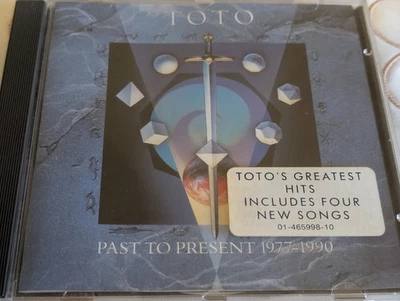 TOTO
TOTO'S GREATEST
HITS
INCLUDES FOUR
NEW SONGS
01-465998-10
PAST TO PRESENT 1977-1990